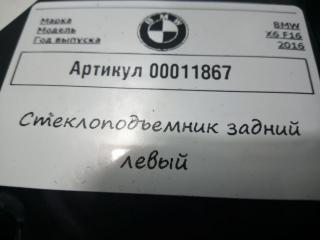 Марка BMW
Модель X6 F16
Год выпуска 2016
Артикул 00011867
Стеклоподъемник задний
левый